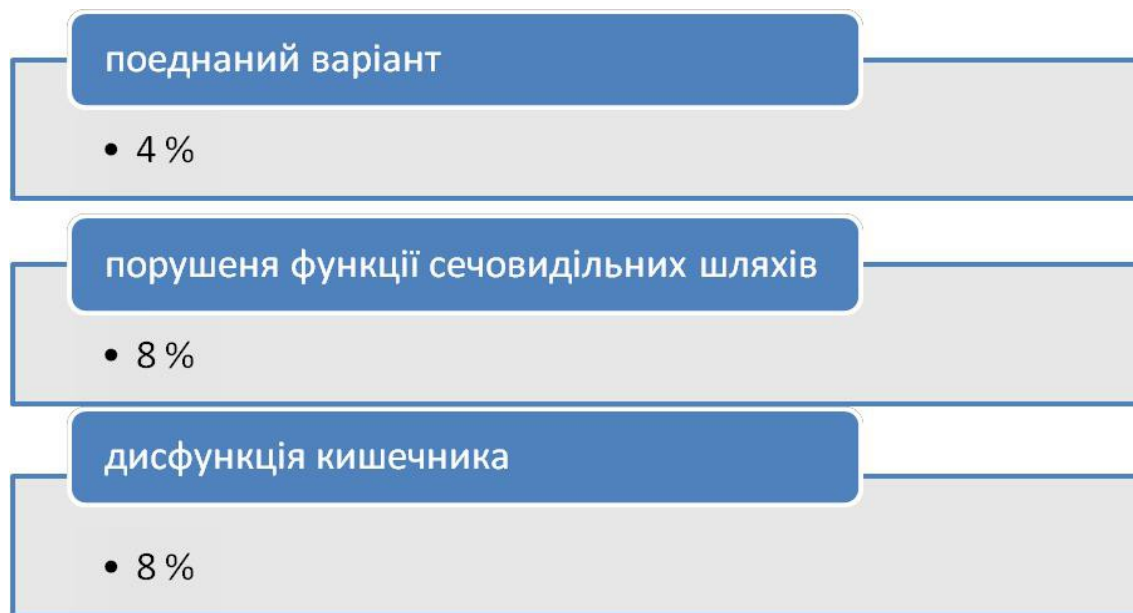 поеднаний варіант
• 4 %
порушеня функції сечовидільних шляхів
• 8 %
дисфункція кишечника
• 8 %